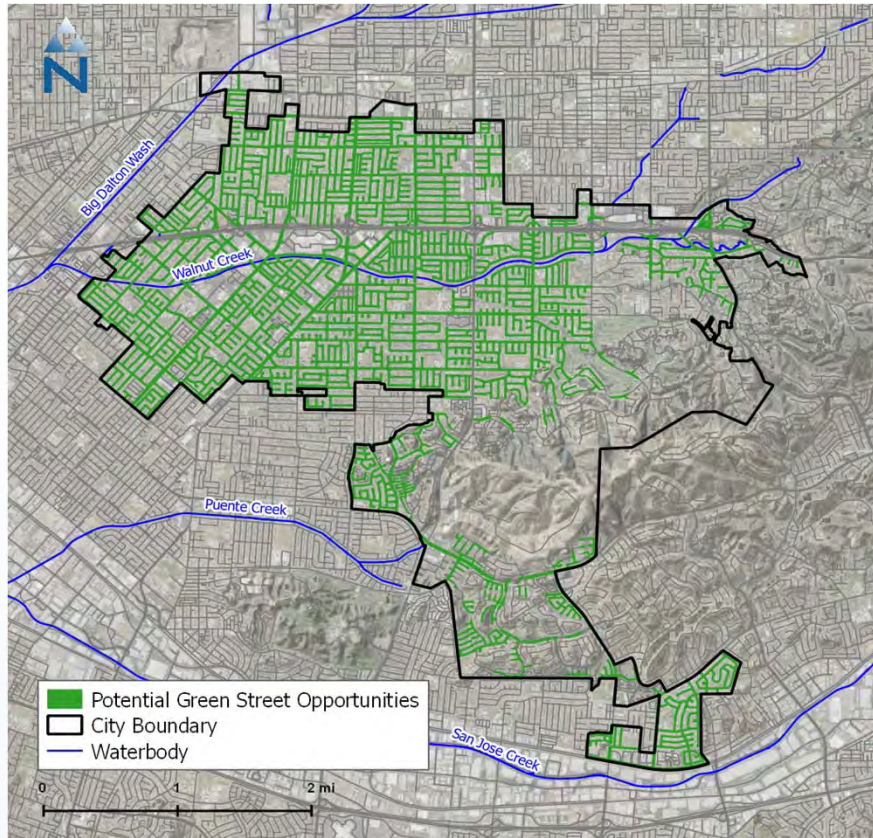 N
Big Dalton Wash
Walnut Creek
Puente Creek
Potential Green Street Opportunities
City Boundary
Waterbody
San Jose Creek
0 1 2 mi